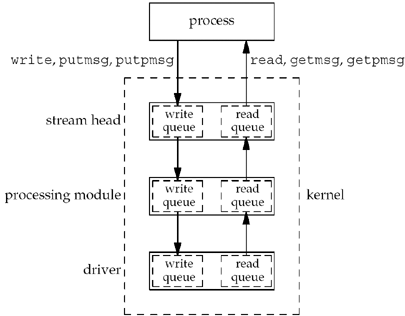 process
write, putmsg, putpmsg
read, getmsg, getpmsg
stream head
write
queue
read
queue
processing module
write
queue
read
queue
kernel
driver
write
queue
read
queue